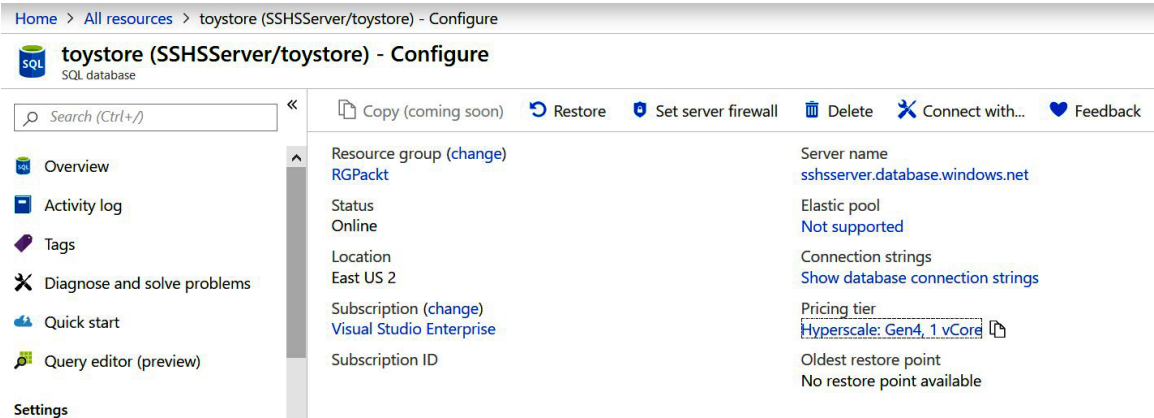 Home > All resources > toystore (SSHSServer/toystore) - Configure
toystore (SSHSServer/toystore) - Configure
SQL database
Search (Ctrl+/)
«
Overview
Activity log
Tags
Diagnose and solve problems
Quick start
Query editor (preview)
Settings
Copy (coming soon) Restore Set server firewall Delete Connect with... Feedback
Resource group (change)
RGPackt
Status
Online
Location
East US 2
Subscription (change)
Visual Studio Enterprise
Subscription ID
Server name
sshsserver.database.windows.net
Elastic pool
Not supported
Connection strings
Show database connection strings
Pricing tier
Hyperscale: Gen4, 1 vCore
Oldest restore point
No restore point available